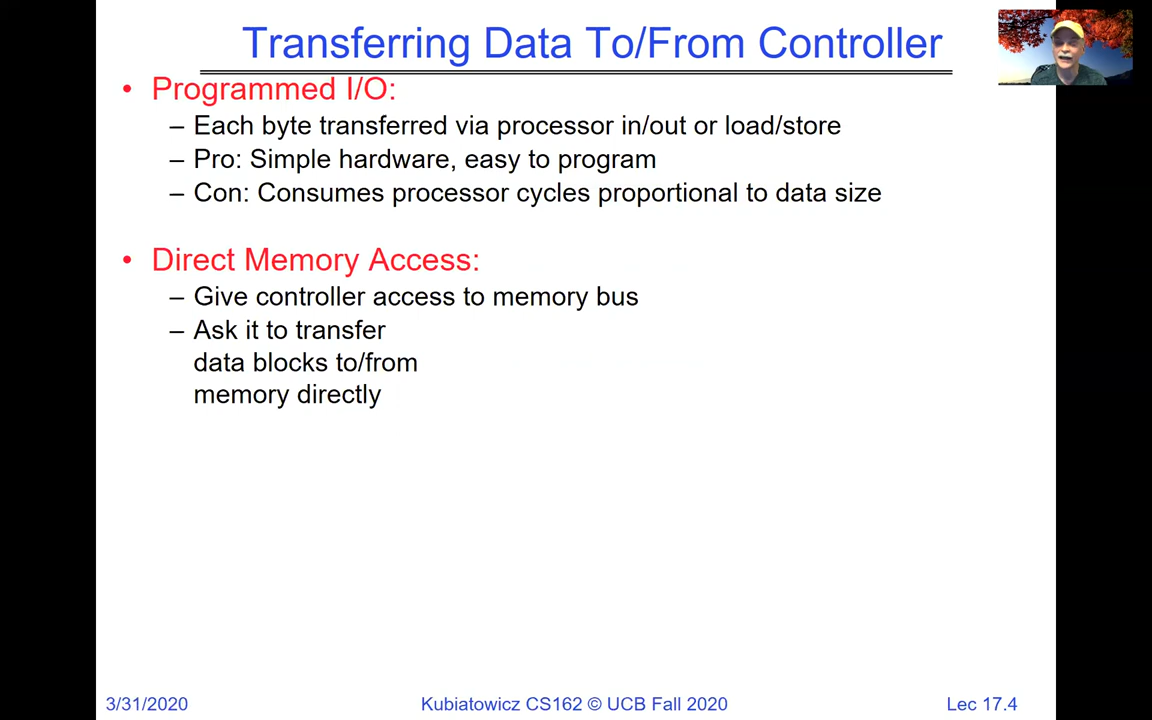 Transferring Data To/From Controller
• Programmed I/O:
– Each byte transferred via processor in/out or load/store
– Pro: Simple hardware, easy to program
– Con: Consumes processor cycles proportional to data size
• Direct Memory Access:
– Give controller access to memory bus
– Ask it to transfer
data blocks to/from
memory directly
3/31/2020
Kubiatowicz CS162 © UCB Fall 2020
Lec 17.4